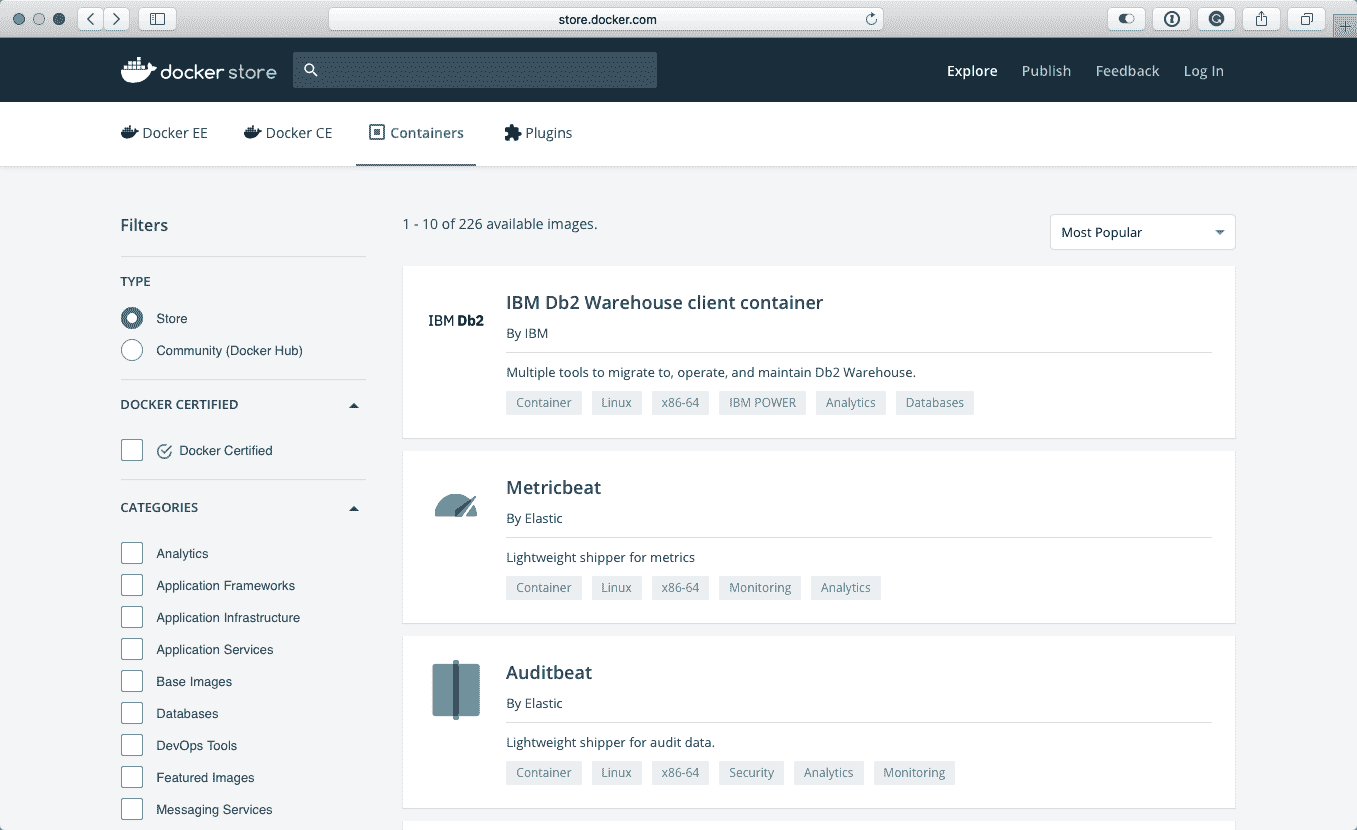 store.docker.com
docker store
Explore Publish Feedback Log In
Docker EE Docker CE Containers Plugins
Filters
1 - 10 of 226 available images.
Most Popular
TYPE
Store
Community (Docker Hub)
DOCKER CERTIFIED
Docker Certified
CATEGORIES
Analytics
Application Frameworks
Application Infrastructure
Application Services
Base Images
Databases
DevOps Tools
Featured Images
Messaging Services
IBM Db2
IBM Db2 Warehouse client container
By IBM
Multiple tools to migrate to, operate, and maintain Db2 Warehouse.
Container Linux x86-64 IBM POWER Analytics Databases
Metricbeat
By Elastic
Lightweight shipper for metrics
Container Linux x86-64 Monitoring Analytics
Auditbeat
By Elastic
Lightweight shipper for audit data.
Container Linux x86-64 Security Analytics Monitoring